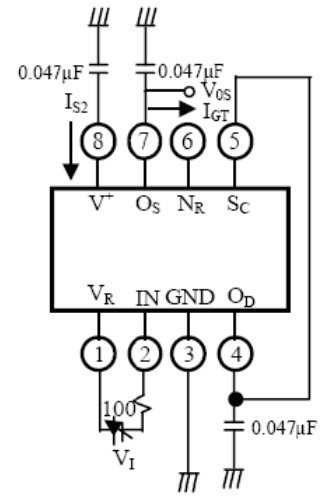 0.047μF
0.047μF
V0S
IGT
IS2
8
7
6
5
V+
OS
NR
SC
VR
IN
GND
OD
1
2
3
4
100
VI
0.047μF